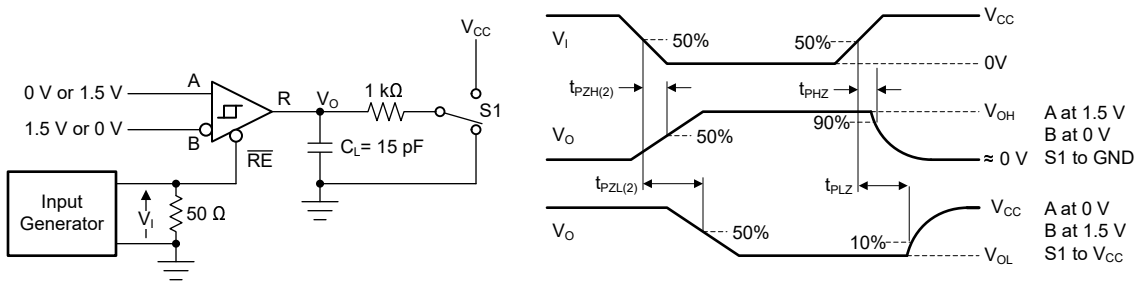 V_CC
A
0 V or 1.5 V
R
V_O
1 kΩ
S1
1.5 V or 0 V
B
C_L = 15 pF
R̅E̅
Input
Generator
V_I
50 Ω
V_CC
V_I
50%
50%
0V
t_PZH(2)
t_PHZ
V_OH
A at 1.5 V
90%
B at 0 V
V_O
50%
≈ 0 V
S1 to GND
t_PZL(2)
t_PLZ
V_CC
A at 0 V
V_O
50%
B at 1.5 V
10%
V_OL
S1 to V_CC